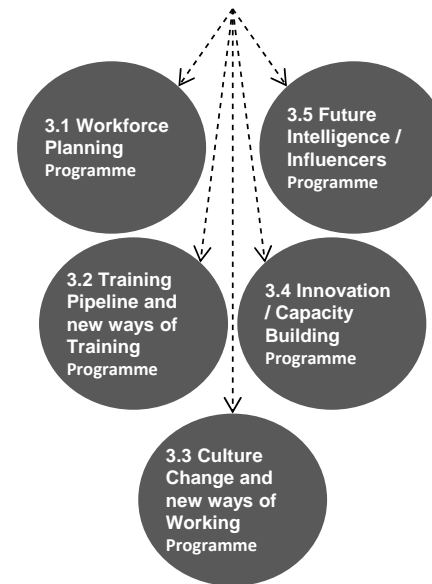 3.1 Workforce
Planning
Programme
3.5 Future
Intelligence /
Influencers
Programme
3.2 Training
Pipeline and
new ways of
Training
Programme
3.4 Innovation
/ Capacity
Building
Programme
3.3 Culture
Change and
new ways of
Working
Programme